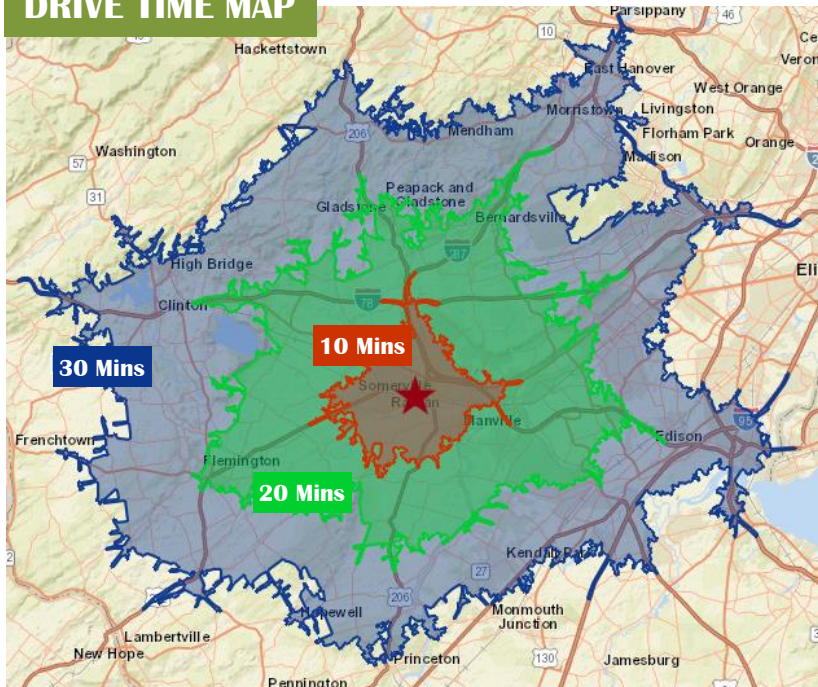 DRIVE TIME MAP
Parsippany
46
10
Hackettstown
East Hanover
West Orange
Morristown
Livingston
206
Mendham
Florham Park
Orange
Washington
57
Madison
31
Peapack and
Gladstone
Gladstone
Bernardsville
287
High Bridge
78
Clinton
10 Mins
30 Mins
Somerville
Raritan
Manville
95
Frenchtown
Edison
Flemington
20 Mins
Kendall Park
27
206
Hopewell
Monmouth
Junction
Lambertville
New Hope
Princeton
130
Jamesburg
Pennington